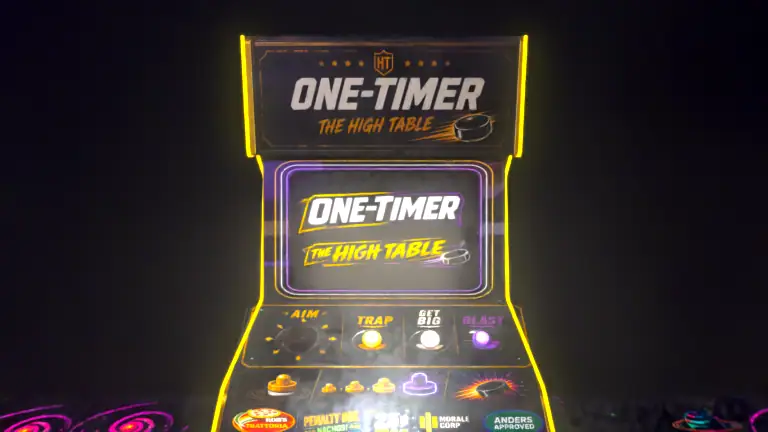 HT
ONE-TIMER
THE HIGH TABLE
ONE-TIMER
THE HIGH TABLE
AIM
TRAP
GET
BIG
BLAST
TRATTORIA
PENALTY BOX
NACHOS
MORALE
CORP
ANDERS
APPROVED